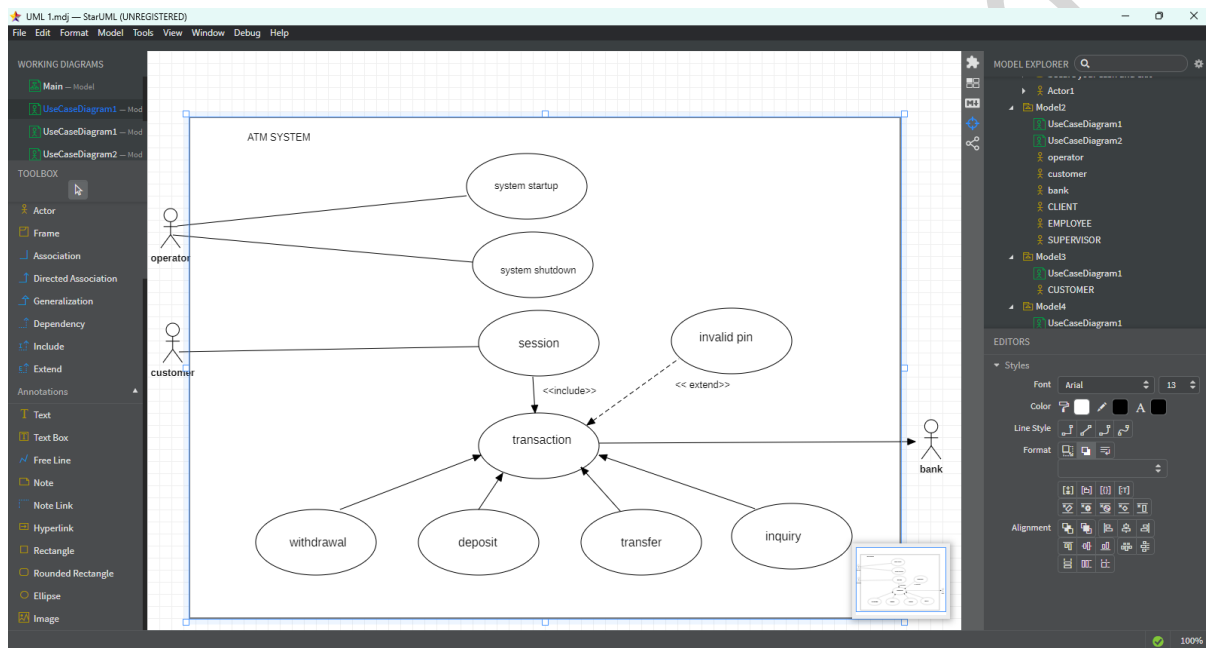 UML 1.mdj — StarUML (UNREGISTERED)
File Edit Format Model Tools View Window Debug Help
WORKING DIAGRAMS
Main — Model
UseCaseDiagram1 — Mod
UseCaseDiagram1 — Mod
UseCaseDiagram2 — Mod
TOOLBOX
Actor
Frame
Association
Directed Association
Generalization
Dependency
Include
Extend
Annotations
Text
Text Box
Free Line
Note
Note Link
Hyperlink
Rectangle
Rounded Rectangle
Ellipse
Image
ATM SYSTEM
system startup
operator
system shutdown
session
invalid pin
customer
<<include>>
<< extend>>
transaction
bank
withdrawal
deposit
transfer
inquiry
MODEL EXPLORER
Actor1
Model2
UseCaseDiagram1
UseCaseDiagram2
operator
customer
bank
CLIENT
EMPLOYEE
SUPERVISOR
Model3
UseCaseDiagram1
CUSTOMER
Model4
UseCaseDiagram1
EDITORS
Styles
Font Arial 13
Color A
Line Style
Format
Alignment
100%